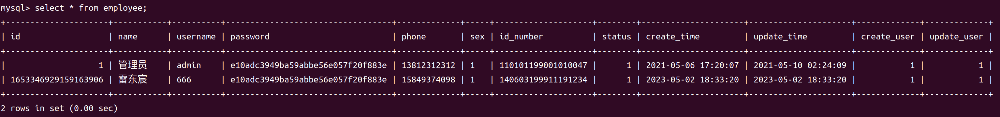 mysql> select * from employee;
+---------------------+-----------+----------+----------------------------------+-------------+-----+--------------------+--------+---------------------+---------------------+-------------+-------------+
| id                  | name      | username | password                         | phone       | sex | id_number          | status | create_time         | update_time         | create_user | update_user |
+---------------------+-----------+----------+----------------------------------+-------------+-----+--------------------+--------+---------------------+---------------------+-------------+-------------+
|                   1 | 管理员    | admin    | e10adc3949ba59abbe56e057f20f883e | 13812312312 | 1   | 110101199001010047 |      1 | 2021-05-06 17:20:07 | 2021-05-10 02:24:09 |           1 |           1 |
| 1653346929159163906 | 雷东宸    | 666      | e10adc3949ba59abbe56e057f20f883e | 15849374098 | 1   | 140603199911191234 |      1 | 2023-05-02 18:33:20 | 2023-05-02 18:33:20 |           1 |           1 |
+---------------------+-----------+----------+----------------------------------+-------------+-----+--------------------+--------+---------------------+---------------------+-------------+-------------+
2 rows in set (0.00 sec)